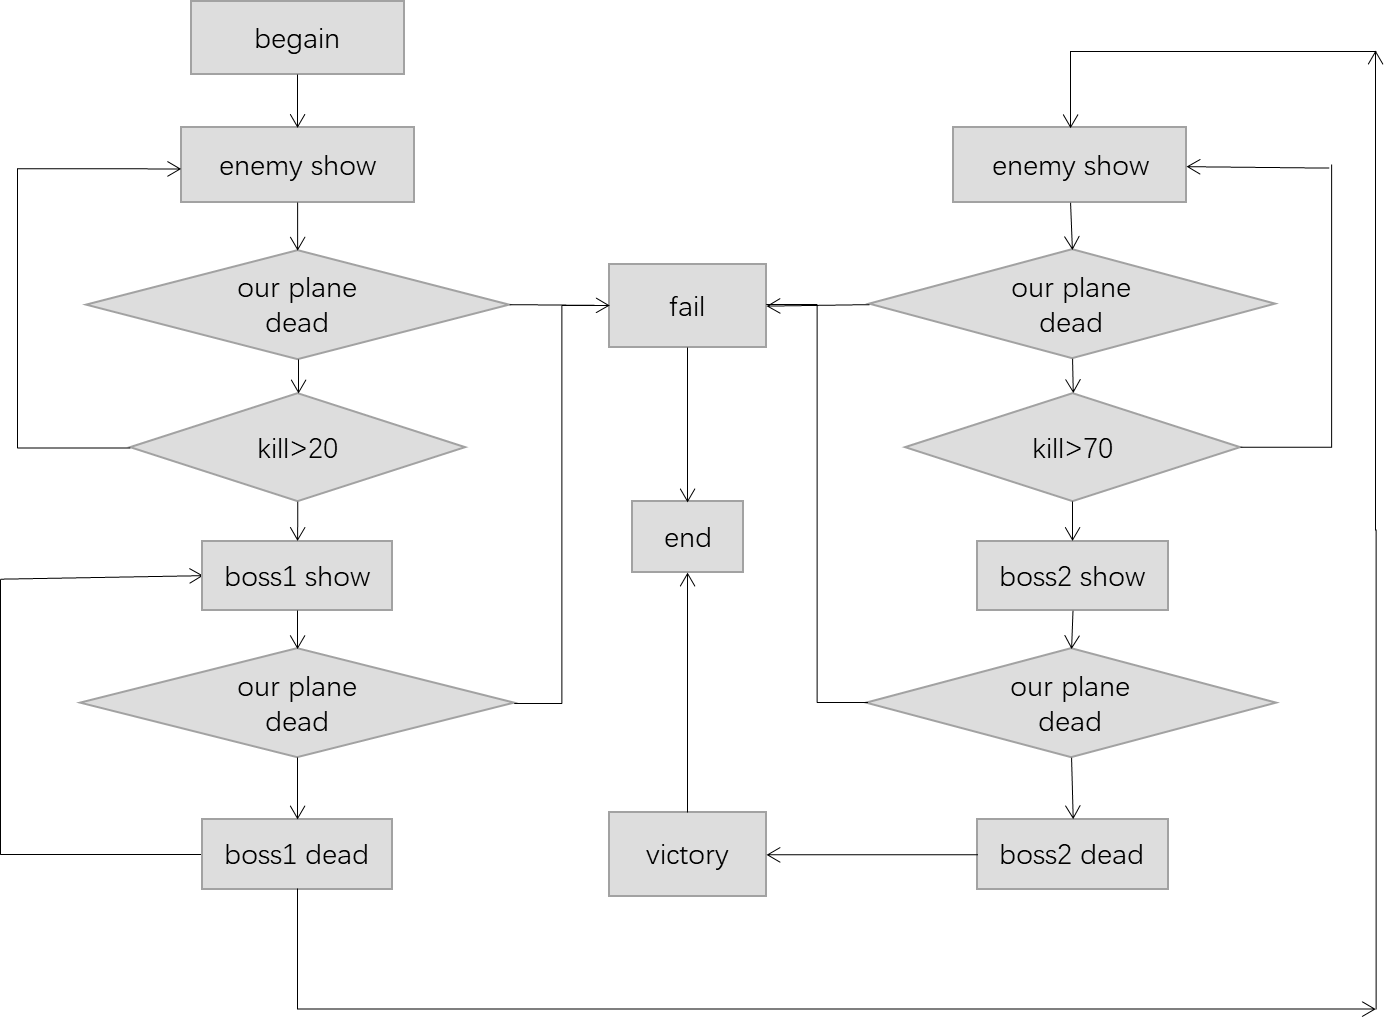 begain
enemy show
our plane
dead
kill>20
boss1 show
our plane
dead
boss1 dead
fail
end
victory
enemy show
our plane
dead
kill>70
boss2 show
our plane
dead
boss2 dead